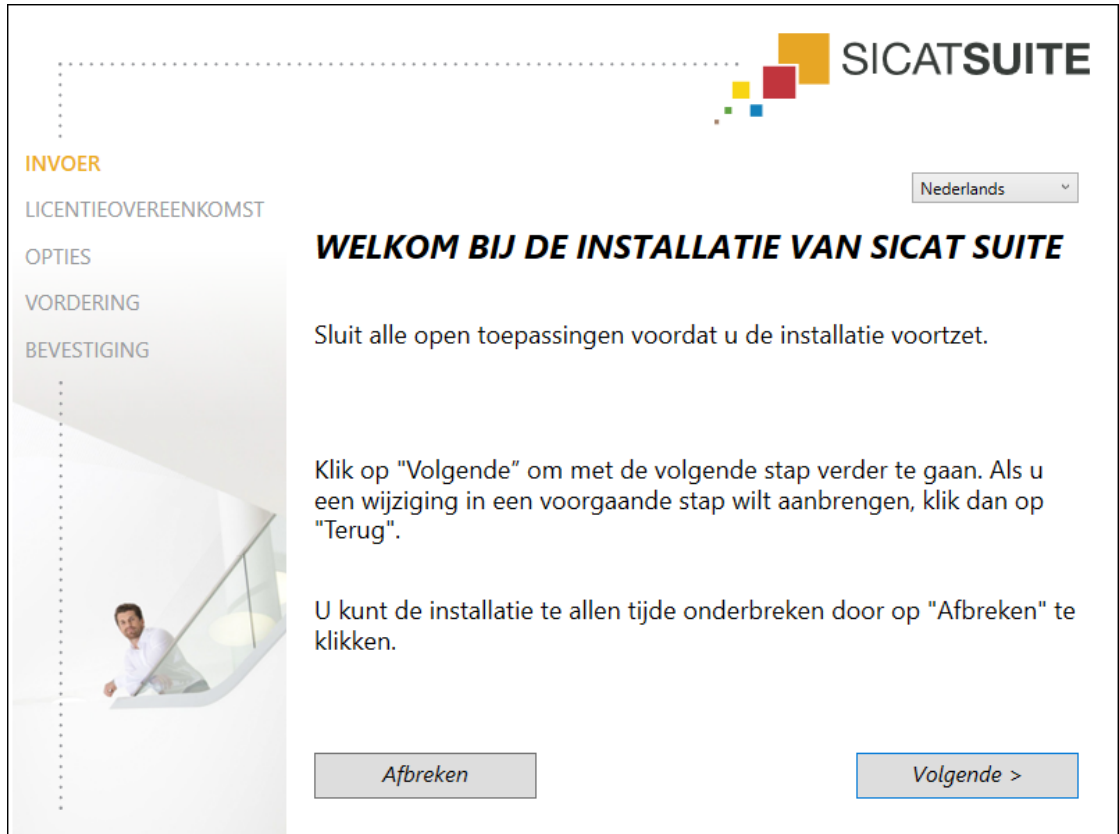 SICATSUITE
INVOER
LICENTIEOVEREENKOMST
OPTIES
VORDERING
BEVESTIGING
Nederlands
WELKOM BIJ DE INSTALLATIE VAN SICAT SUITE
Sluit alle open toepassingen voordat u de installatie voortzet.
Klik op "Volgende” om met de volgende stap verder te gaan. Als u
een wijziging in een voorgaande stap wilt aanbrengen, klik dan op
"Terug".
U kunt de installatie te allen tijde onderbreken door op "Afbreken" te
klikken.
Afbreken
Volgende >